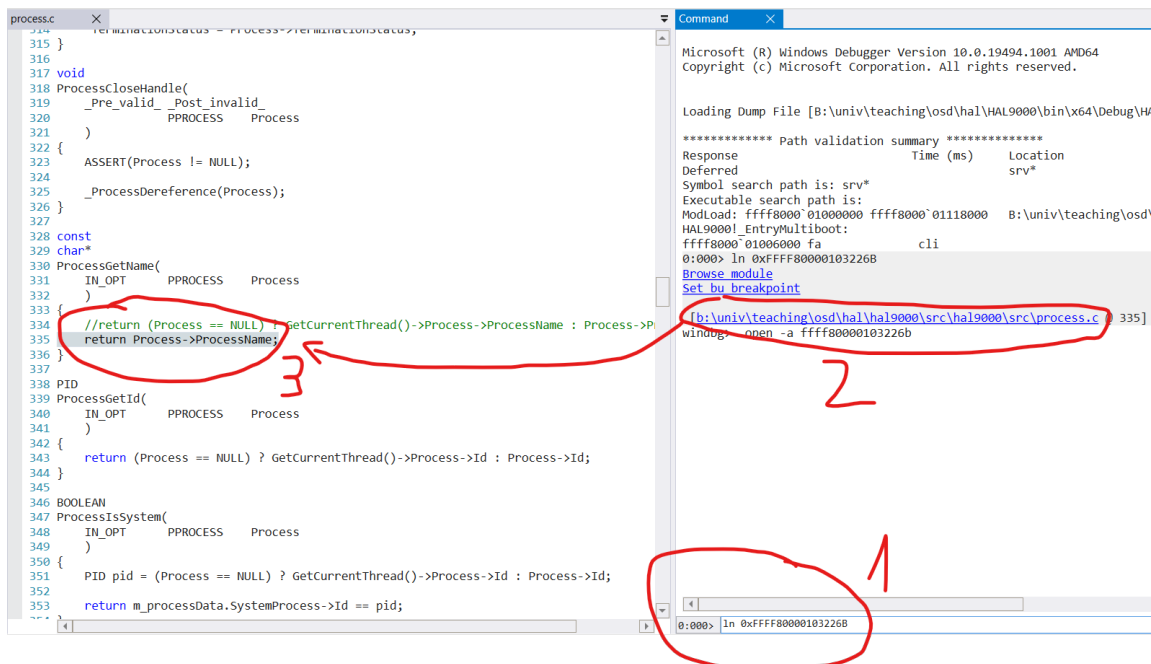 process.c X
Command X
314 TerminationStatus = Process->TerminationStatus;
315 }
316
317 void
318 ProcessCloseHandle(
319 _Pre_valid_ _Post_invalid_
320 PPROCESS Process
321 )
322 {
323 ASSERT(Process != NULL);
324
325 _ProcessDereference(Process);
326 }
327
328 const
329 char*
330 ProcessGetName(
331 IN_OPT PPROCESS Process
332 )
333 {
334 //return (Process == NULL) ? GetCurrentThread()->Process->ProcessName : Process->P
335 return Process->ProcessName;
336 }
337
338 PID
339 ProcessGetId(
340 IN_OPT PPROCESS Process
341 )
342 {
343 return (Process == NULL) ? GetCurrentThread()->Process->Id : Process->Id;
344 }
345
346 BOOLEAN
347 ProcessIsSystem(
348 IN_OPT PPROCESS Process
349 )
350 {
351 PID pid = (Process == NULL) ? GetCurrentThread()->Process->Id : Process->Id;
352
353 return m_processData.SystemProcess->Id == pid;
3
Microsoft (R) Windows Debugger Version 10.0.19494.1001 AMD64
Copyright (c) Microsoft Corporation. All rights reserved.
Loading Dump File [B:\univ\teaching\osd\hal\HAL9000\bin\x64\Debug\HA
************* Path validation summary **************
Response Time (ms) Location
Deferred srv*
Symbol search path is: srv*
Executable search path is:
ModLoad: ffff8000`01000000 ffff8000`01118000 B:\univ\teaching\osd\
HAL9000!_EntryMultiboot:
ffff8000`01006000 fa cli
0:000> ln 0xFFFF80000103226B
Browse module
Set bu breakpoint
[b:\univ\teaching\osd\hal\hal9000\src\hal9000\src\process.c @ 335]
windbg> .open -a ffff80000103226b
2
1
0:000> ln 0xFFFF80000103226B